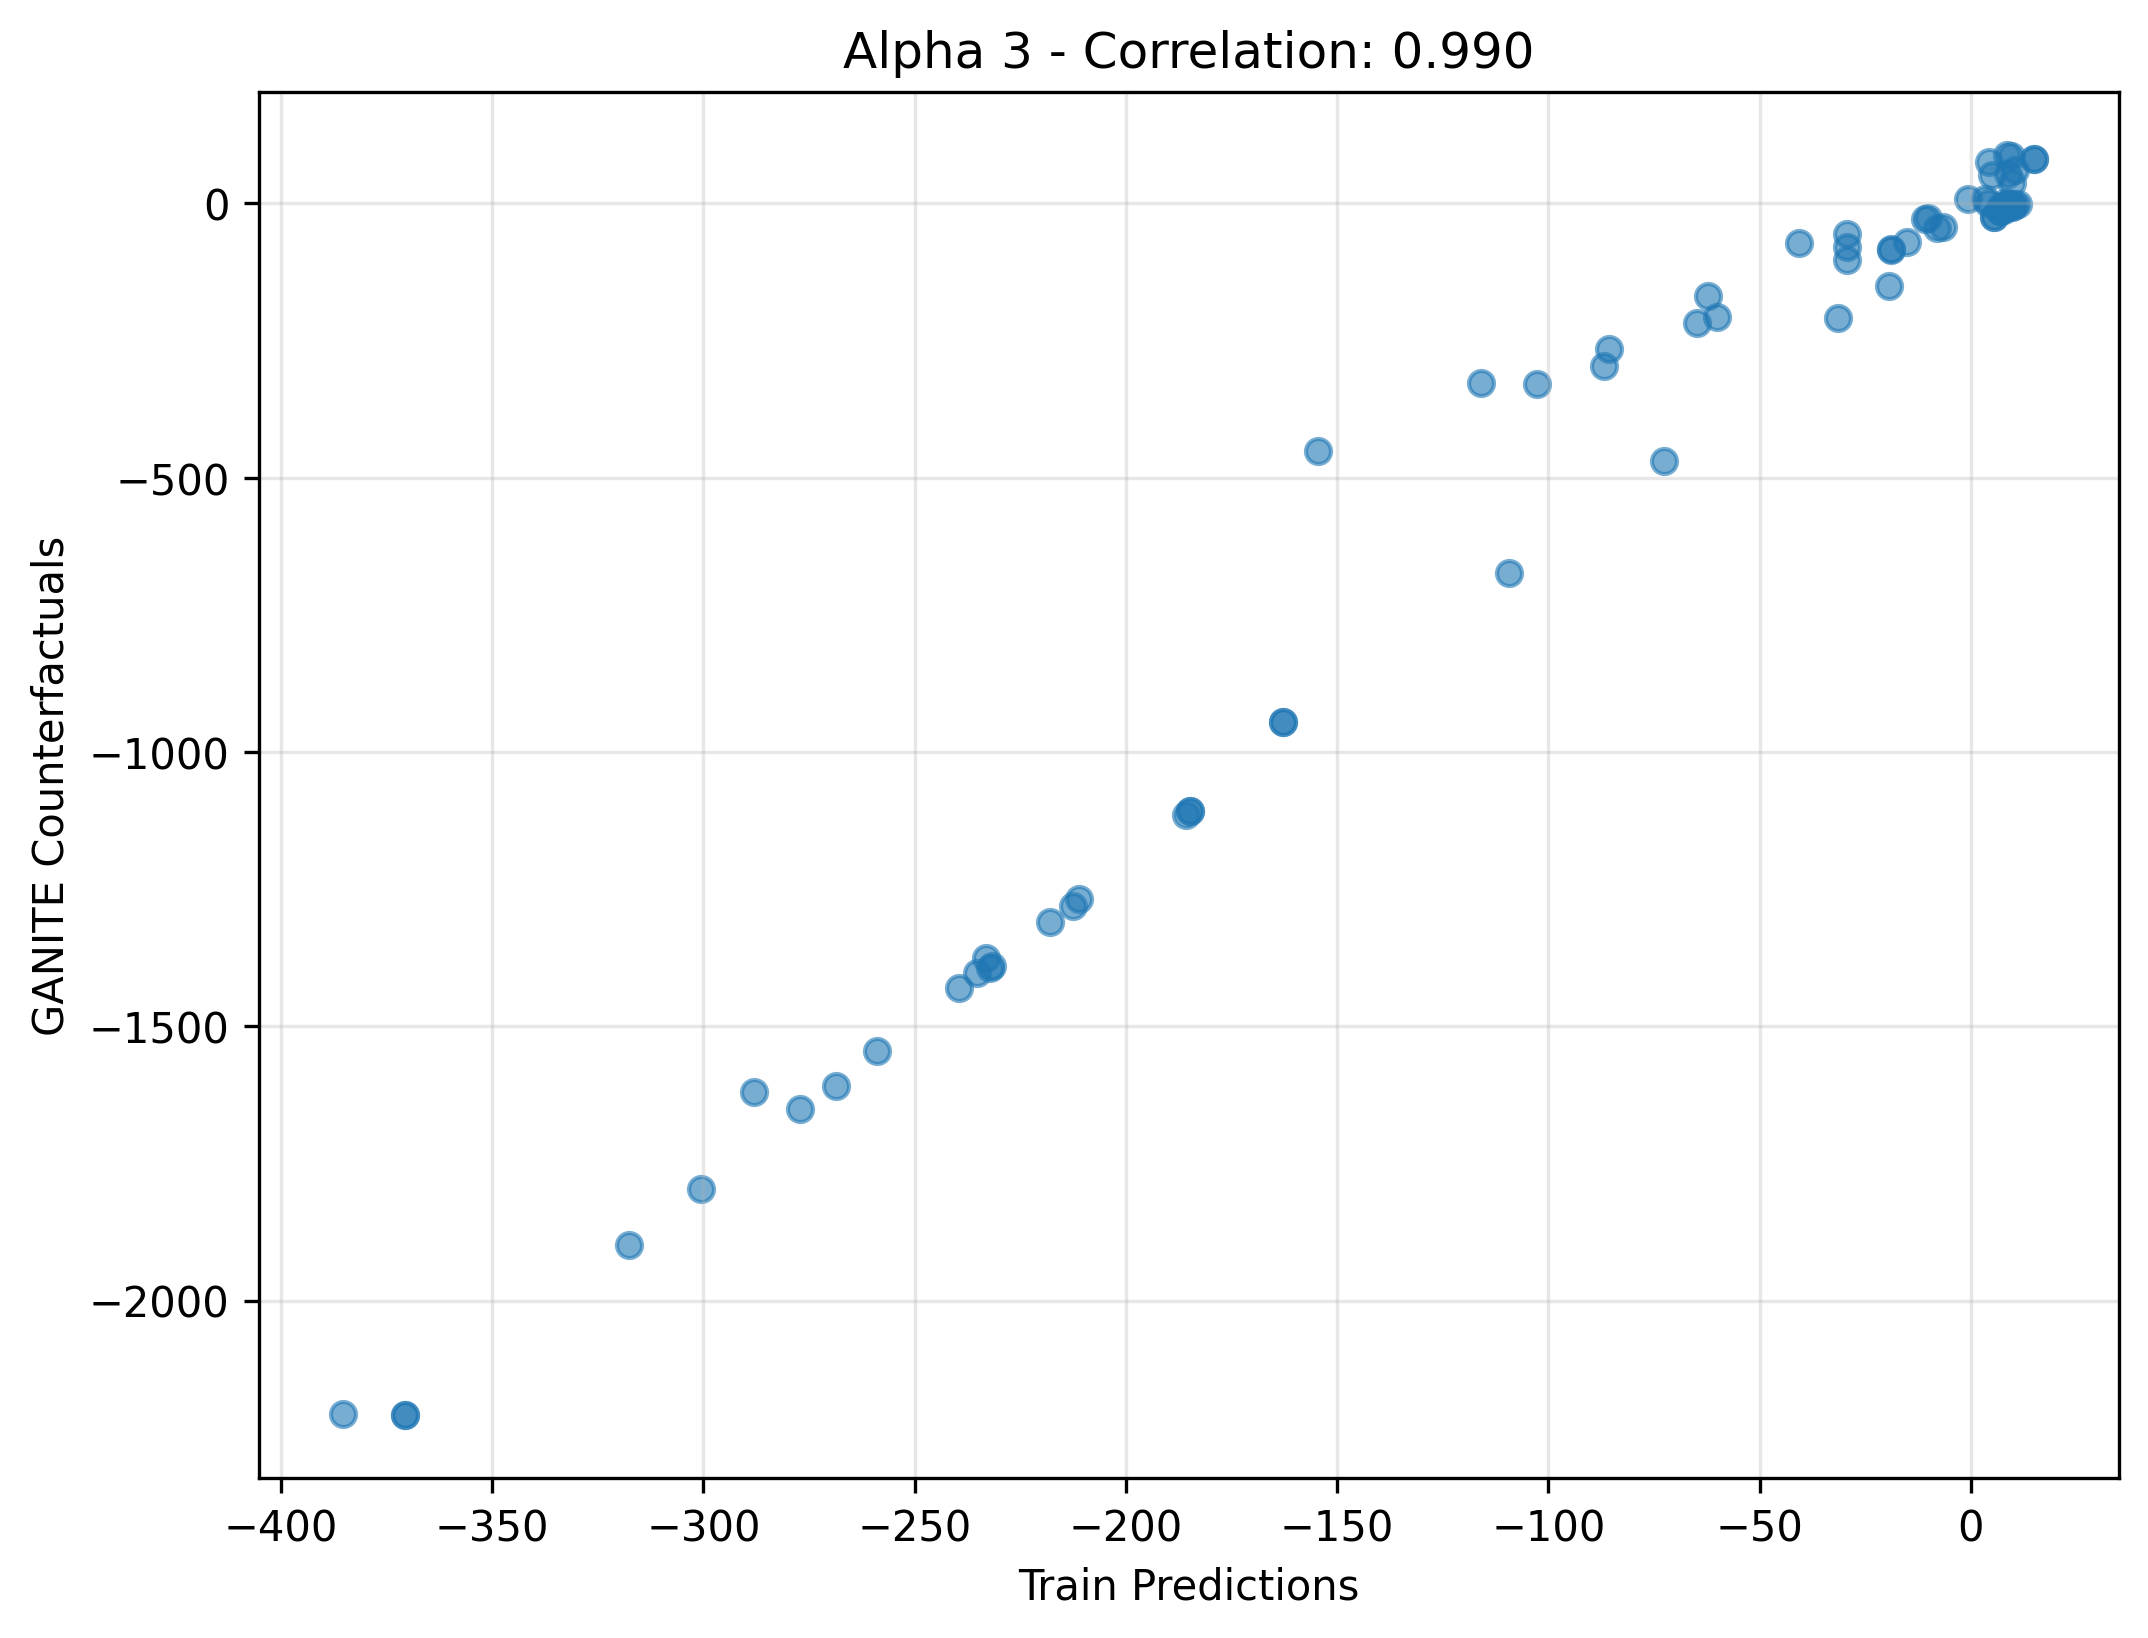 Alpha 3 - Correlation: 0.990
0
−500
−1000
−1500
−2000
GANITE Counterfactuals
−400 −350 −300 −250 −200 −150 −100 −50 0
Train Predictions